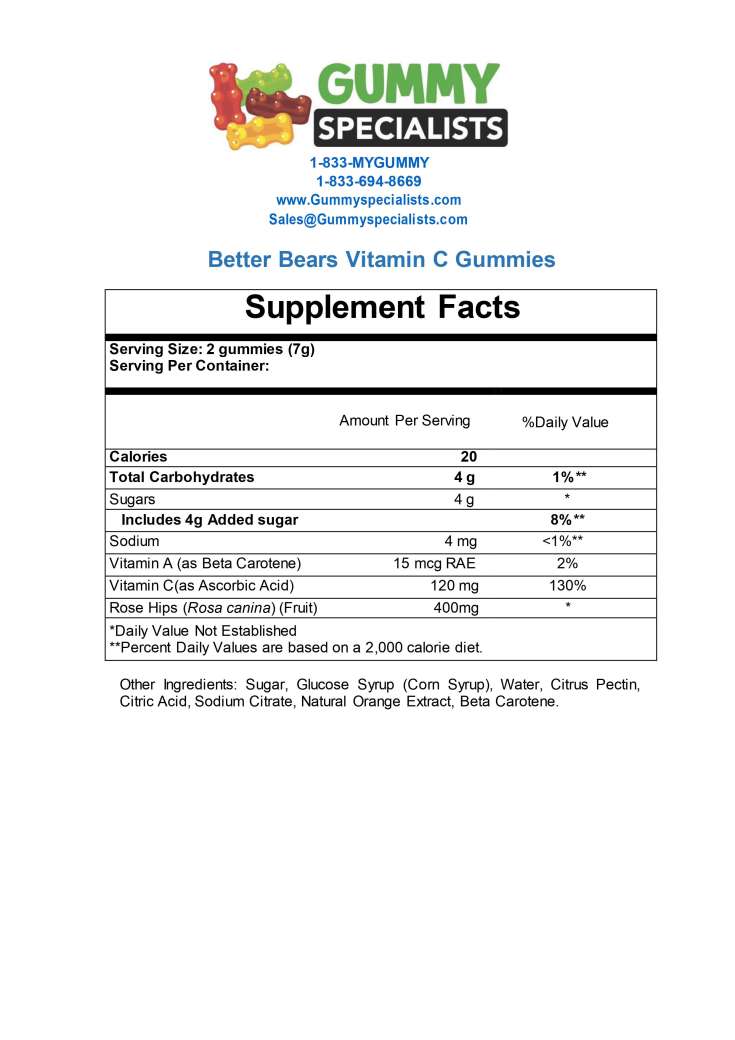 GUMMY
SPECIALISTS
1-833-MYGUMMY
1-833-694-8669
www.Gummyspecialists.com
Sales@Gummyspecialists.com
Better Bears Vitamin C Gummies
Supplement Facts
Serving Size: 2 gummies (7g)
Serving Per Container:
Amount Per Serving %Daily Value
Calories 20
Total Carbohydrates 4 g 1%**
Sugars 4 g *
Includes 4g Added sugar 8%**
Sodium 4 mg <1%**
Vitamin A (as Beta Carotene) 15 mcg RAE 2%
Vitamin C(as Ascorbic Acid) 120 mg 130%
Rose Hips (Rosa canina) (Fruit) 400mg *
*Daily Value Not Established
**Percent Daily Values are based on a 2,000 calorie diet.
Other Ingredients: Sugar, Glucose Syrup (Corn Syrup), Water, Citrus Pectin,
Citric Acid, Sodium Citrate, Natural Orange Extract, Beta Carotene.